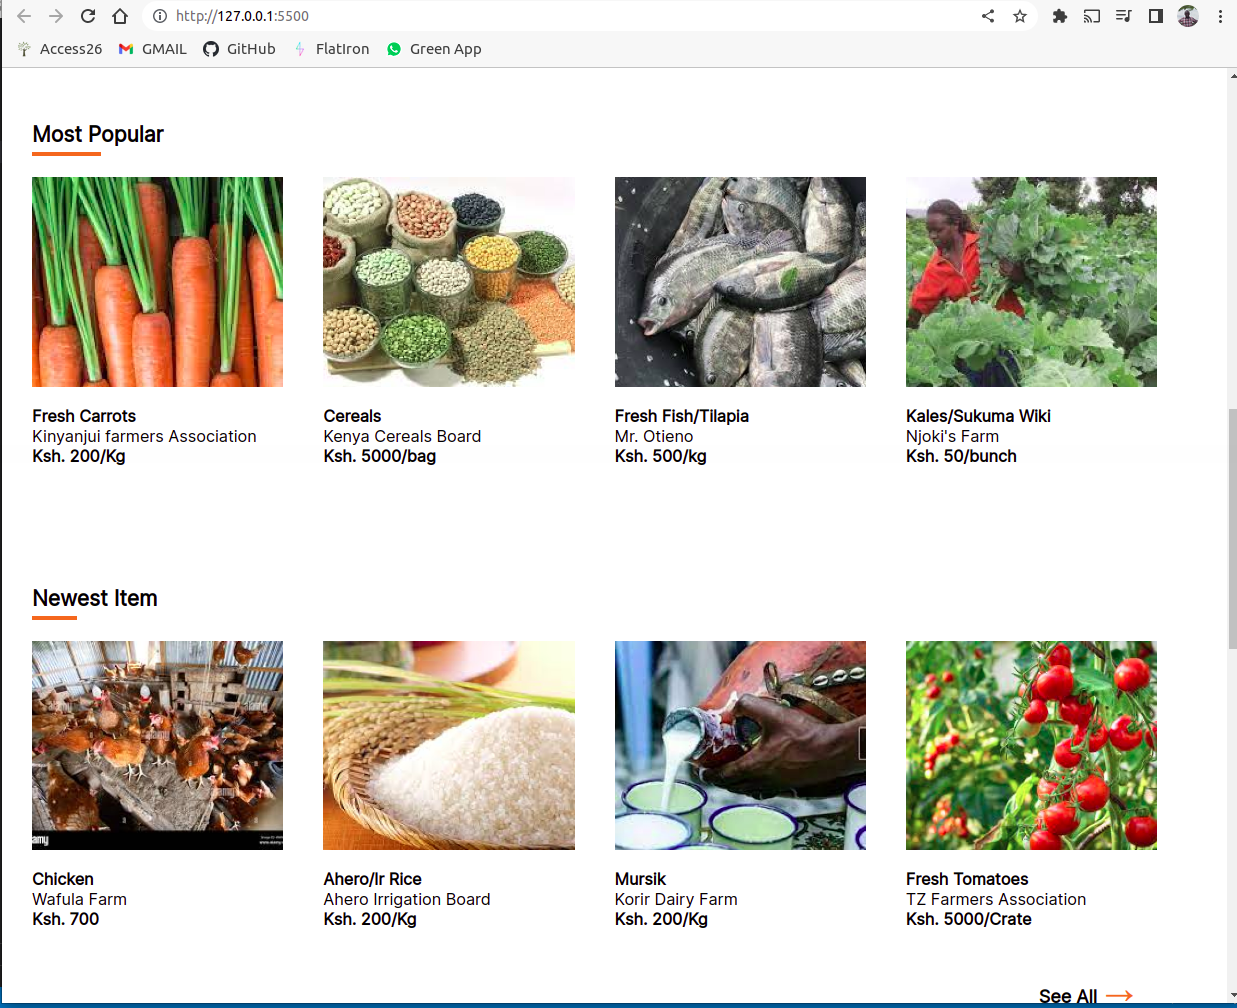 http://127.0.0.1:5500
Access26 GMAIL GitHub FlatIron Green App
Most Popular
Fresh Carrots
Kinyanjui farmers Association
Ksh. 200/Kg
Cereals
Kenya Cereals Board
Ksh. 5000/bag
Fresh Fish/Tilapia
Mr. Otieno
Ksh. 500/kg
Kales/Sukuma Wiki
Njoki's Farm
Ksh. 50/bunch
Newest Item
alamy
Chicken
Wafula Farm
Ksh. 700
Ahero/Ir Rice
Ahero Irrigation Board
Ksh. 200/Kg
Mursik
Korir Dairy Farm
Ksh. 200/Kg
Fresh Tomatoes
TZ Farmers Association
Ksh. 5000/Crate
See All →